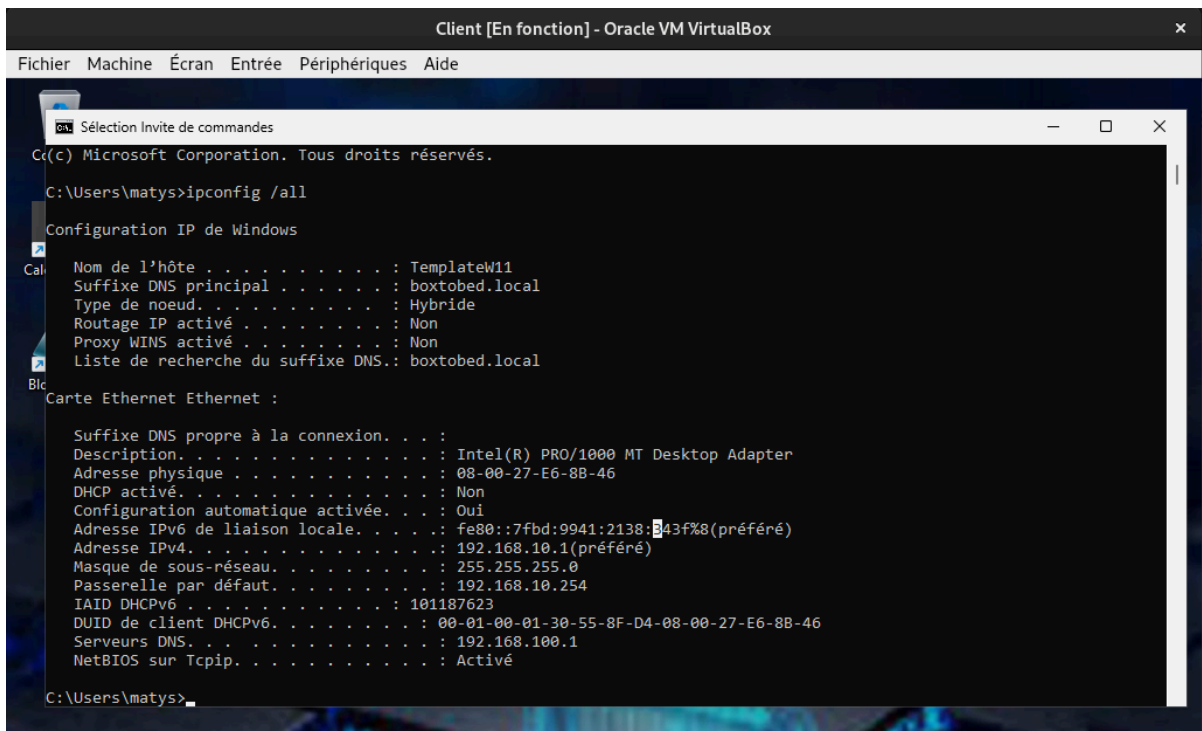 Client [En fonction] - Oracle VM VirtualBox
Fichier Machine Écran Entrée Périphériques Aide
Sélection Invite de commandes
(c) Microsoft Corporation. Tous droits réservés.
C:\Users\matys>ipconfig /all
Configuration IP de Windows
Nom de l’hôte . . . . . . . . . . : TemplateW11
Suffixe DNS principal . . . . . . : boxtobed.local
Type de noeud. . . . . . . . . . : Hybride
Routage IP activé . . . . . . . . : Non
Proxy WINS activé . . . . . . . . : Non
Liste de recherche du suffixe DNS.: boxtobed.local
Carte Ethernet Ethernet :
Suffixe DNS propre à la connexion. . . :
Description. . . . . . . . . . . . . . : Intel(R) PRO/1000 MT Desktop Adapter
Adresse physique . . . . . . . . . . . : 08-00-27-E6-8B-46
DHCP activé. . . . . . . . . . . . . . : Non
Configuration automatique activée. . . : Oui
Adresse IPv6 de liaison locale. . . . .: fe80::7fbd:9941:2138:343f%8(préféré)
Adresse IPv4. . . . . . . . . . . . . .: 192.168.10.1(préféré)
Masque de sous-réseau. . . . . . . . . : 255.255.255.0
Passerelle par défaut. . . . . . . . . : 192.168.10.254
IAID DHCPv6 . . . . . . . . . . . : 101187623
DUID de client DHCPv6. . . . . . . . : 00-01-00-01-30-55-8F-D4-08-00-27-E6-8B-46
Serveurs DNS. . . . . . . . . . . . . : 192.168.100.1
NetBIOS sur Tcpip. . . . . . . . . . . : Activé
C:\Users\matys>